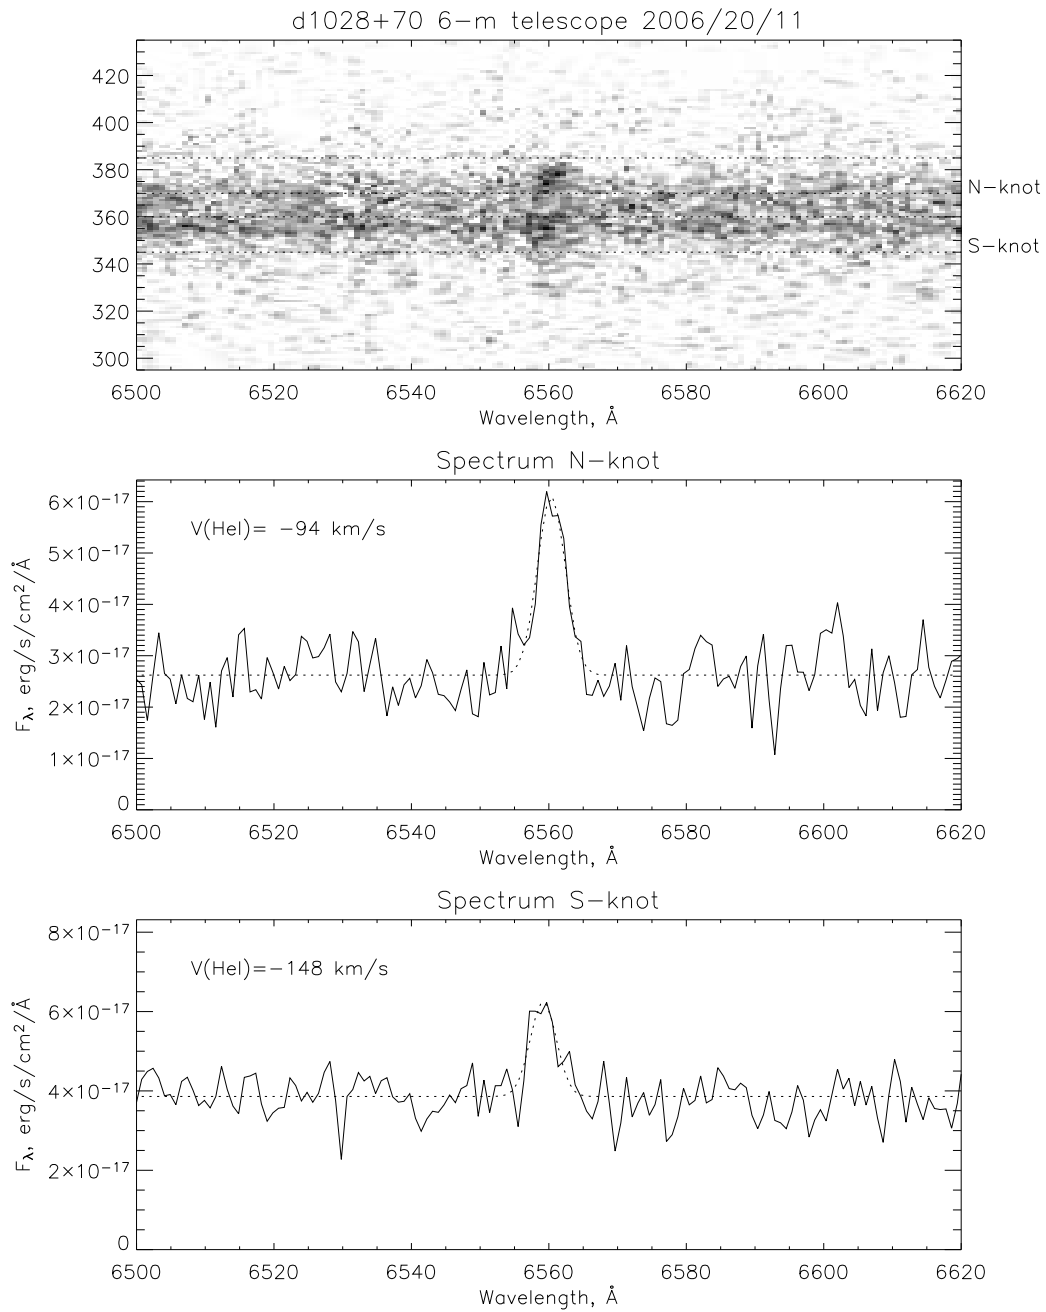 d1028+70 6-m telescope 2006/20/11
420
400
380
360
340
320
300
N-knot
S-knot
6500 6520 6540 6560 6580 6600 6620
Wavelength, Å
Spectrum N-knot
V(Hel)= -94 km/s
6×10⁻¹⁷
5×10⁻¹⁷
4×10⁻¹⁷
3×10⁻¹⁷
2×10⁻¹⁷
1×10⁻¹⁷
0
Fλ, erg/s/cm²/Å
6500 6520 6540 6560 6580 6600 6620
Wavelength, Å
Spectrum S-knot
V(Hel)=-148 km/s
8×10⁻¹⁷
6×10⁻¹⁷
4×10⁻¹⁷
2×10⁻¹⁷
0
Fλ, erg/s/cm²/Å
6500 6520 6540 6560 6580 6600 6620
Wavelength, Å